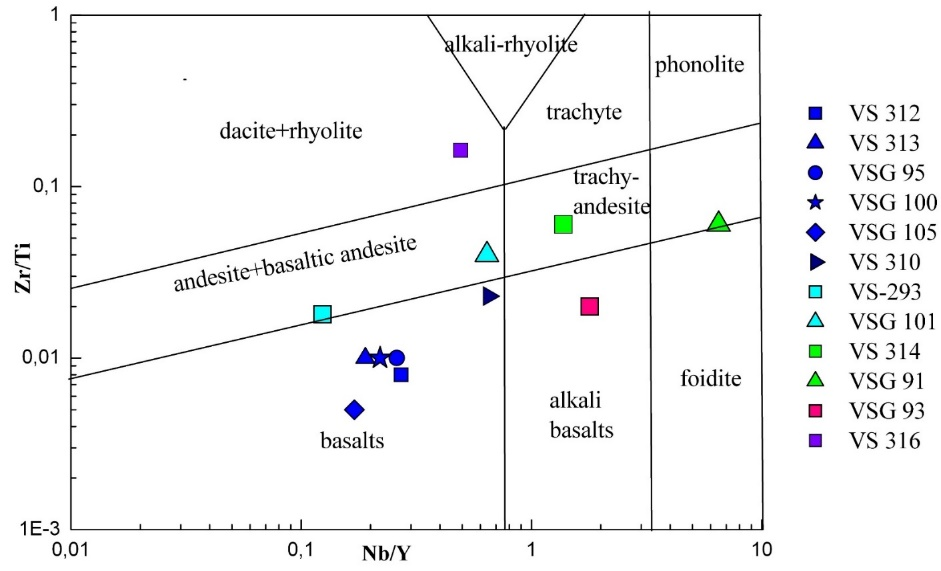 1
alkali-rhyolite
phonolite
trachyte
dacite+rhyolite
0,1
trachy-
andesite
andesite+basaltic andesite
Zr/Ti
0,01
foidite
alkali
basalts
basalts
1E-3
0,01
0,1
Nb/Y
1
10
VS 312
VS 313
VSG 95
VSG 100
VSG 105
VS 310
VS-293
VSG 101
VS 314
VSG 91
VSG 93
VS 316